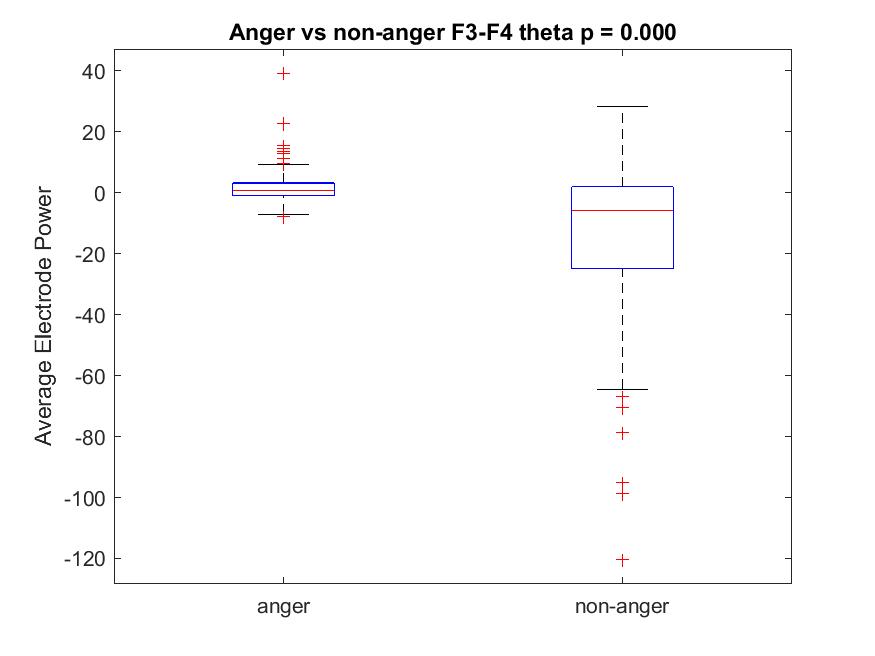 Anger vs non-anger F3-F4 theta p = 0.000
Average Electrode Power
40
20
0
-20
-40
-60
-80
-100
-120
anger
non-anger